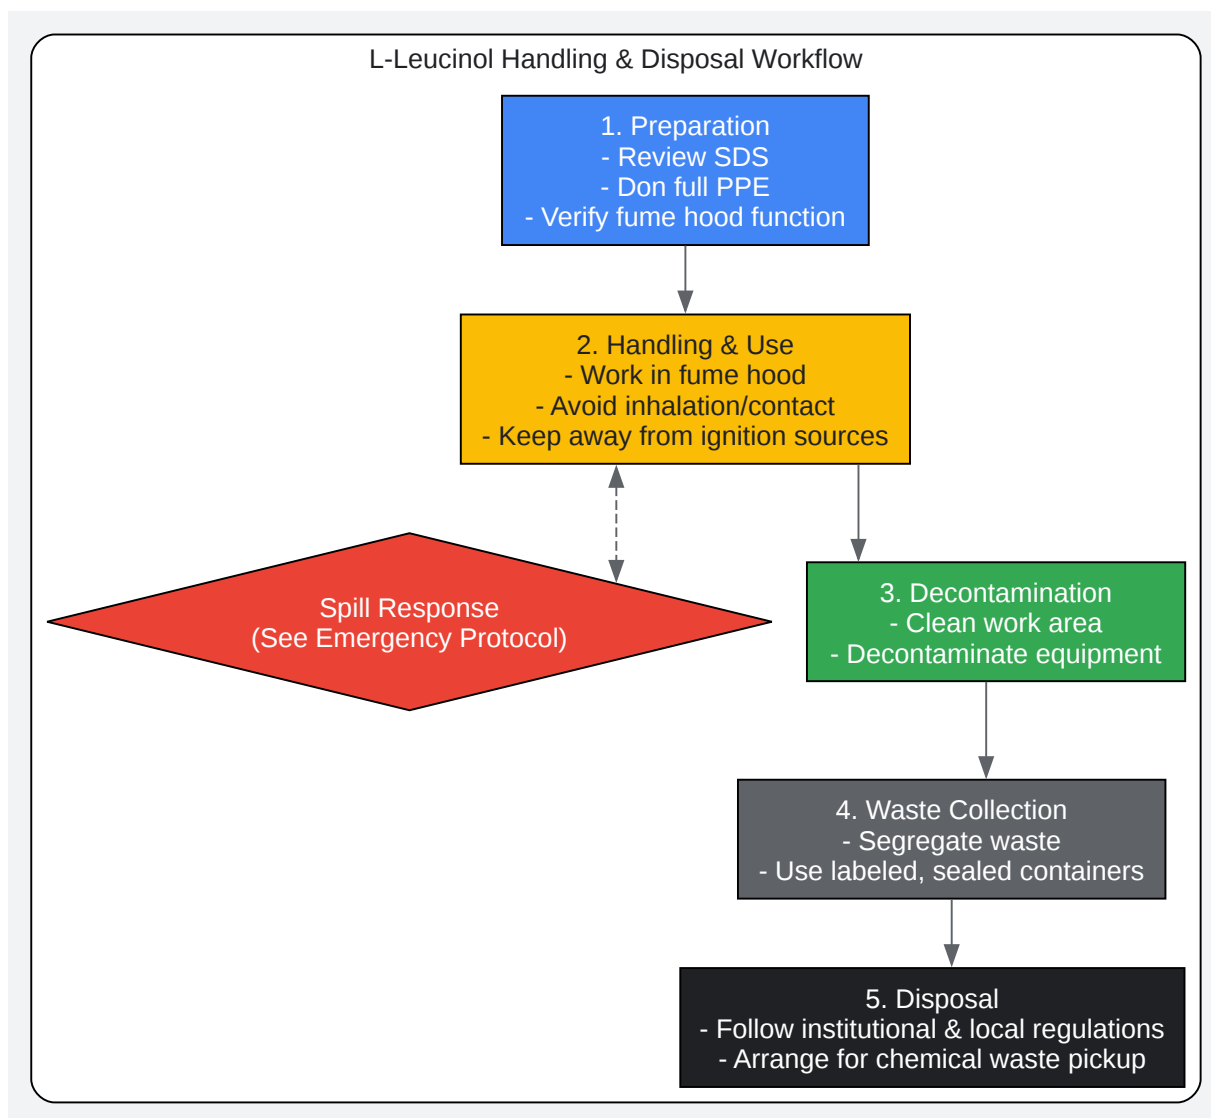 L-Leucinol Handling & Disposal Workflow
1. Preparation
- Review SDS
- Don full PPE
- Verify fume hood function
2. Handling & Use
- Work in fume hood
- Avoid inhalation/contact
- Keep away from ignition sources
Spill Response
(See Emergency Protocol)
3. Decontamination
- Clean work area
- Decontaminate equipment
4. Waste Collection
- Segregate waste
- Use labeled, sealed containers
5. Disposal
- Follow institutional & local regulations
- Arrange for chemical waste pickup